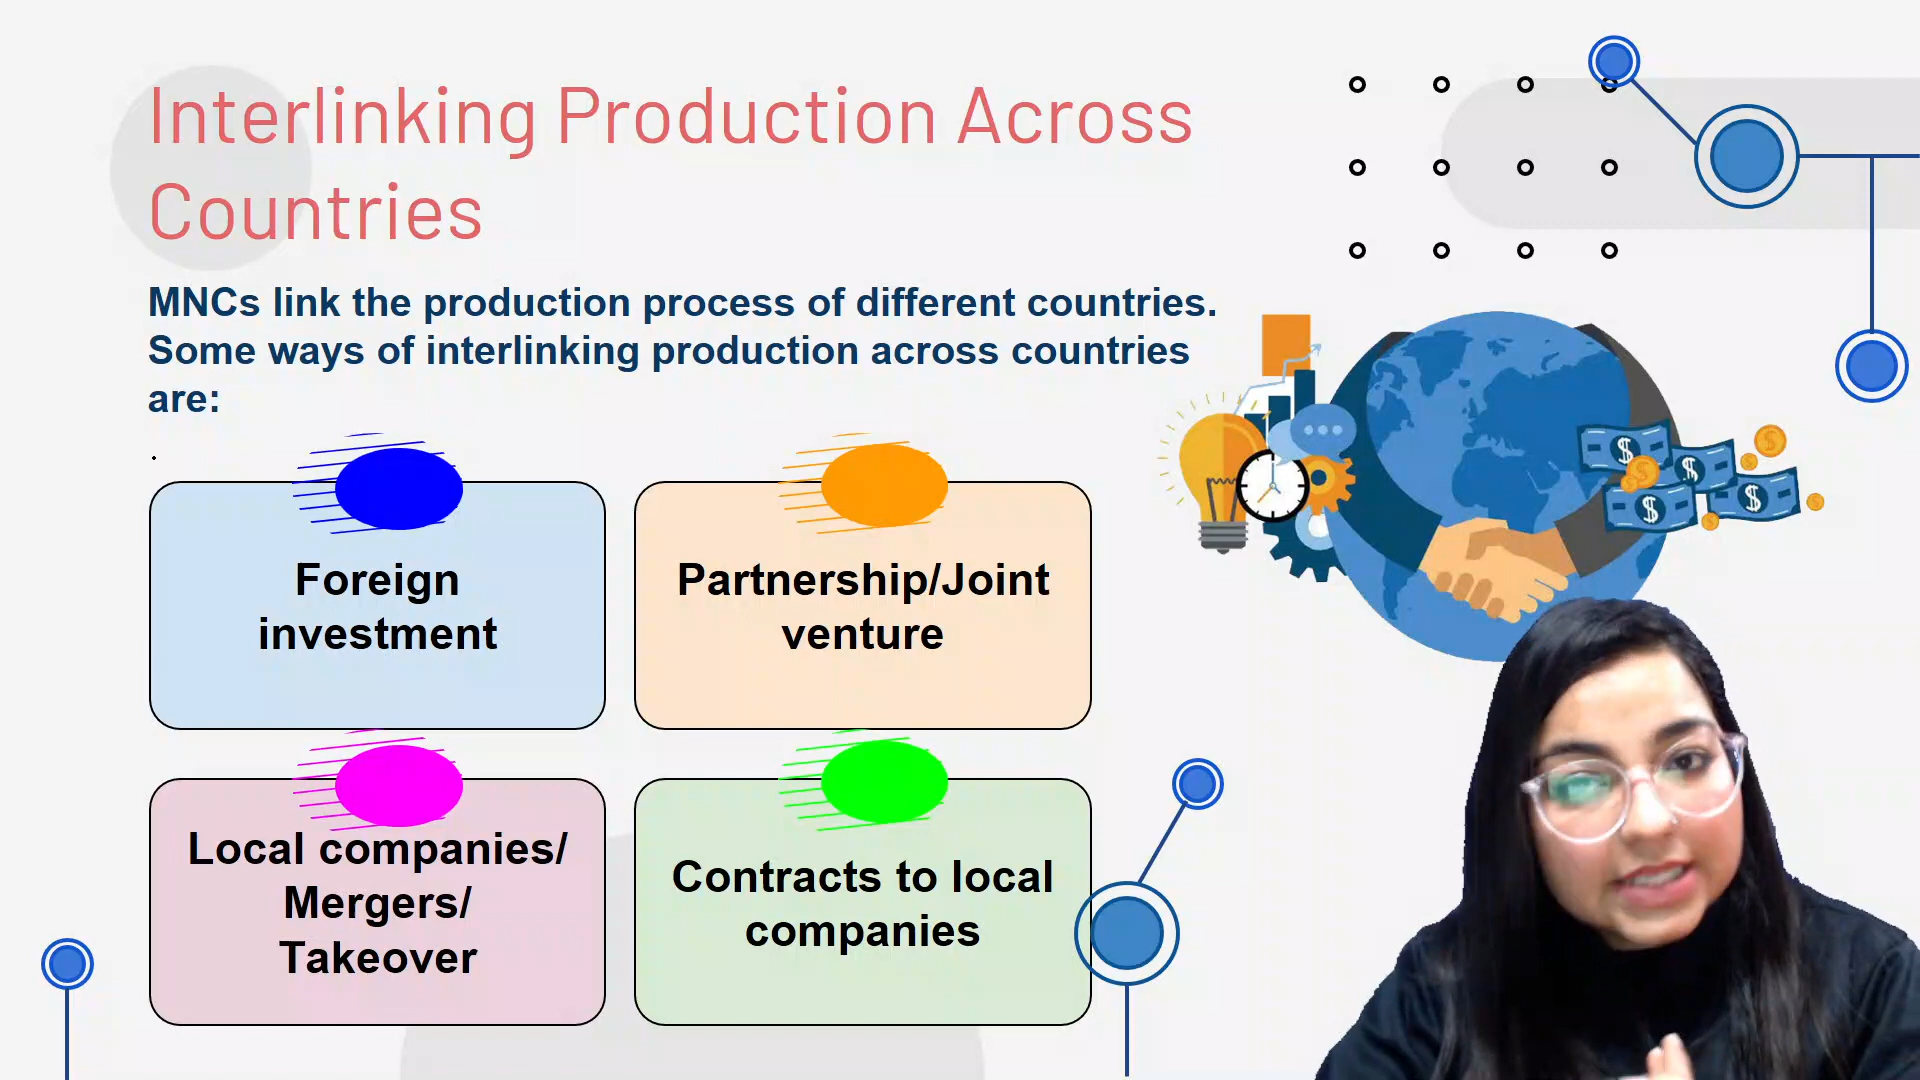 Interlinking Production Across
Countries
MNCs link the production process of different countries.
Some ways of interlinking production across countries
are:
.
Foreign
investment
Partnership/Joint
venture
Local companies/
Mergers/
Takeover
Contracts to local
companies